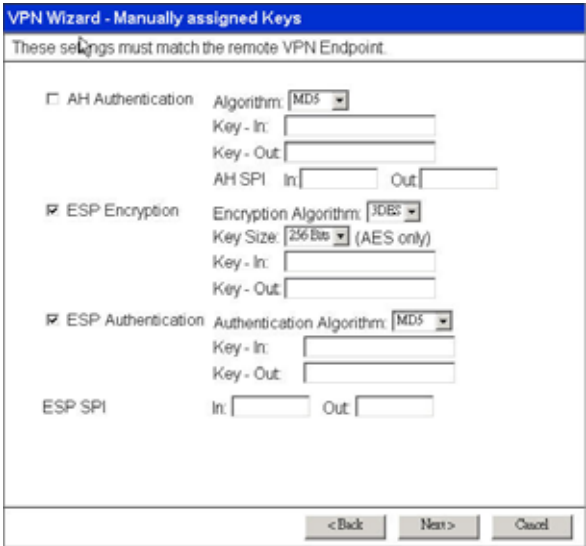 VPN Wizard - Manually assigned Keys
These settings must match the remote VPN Endpoint.
AH Authentication Algorithm: MD5
Key - In:
Key - Out:
AH SPI In: Out:
ESP Encryption Encryption Algorithm: 3DES
Key Size: 256 Bits (AES only)
Key - In:
Key - Out:
ESP Authentication Authentication Algorithm: MD5
Key - In:
Key - Out:
ESP SPI In: Out:
< Back Next > Cancel